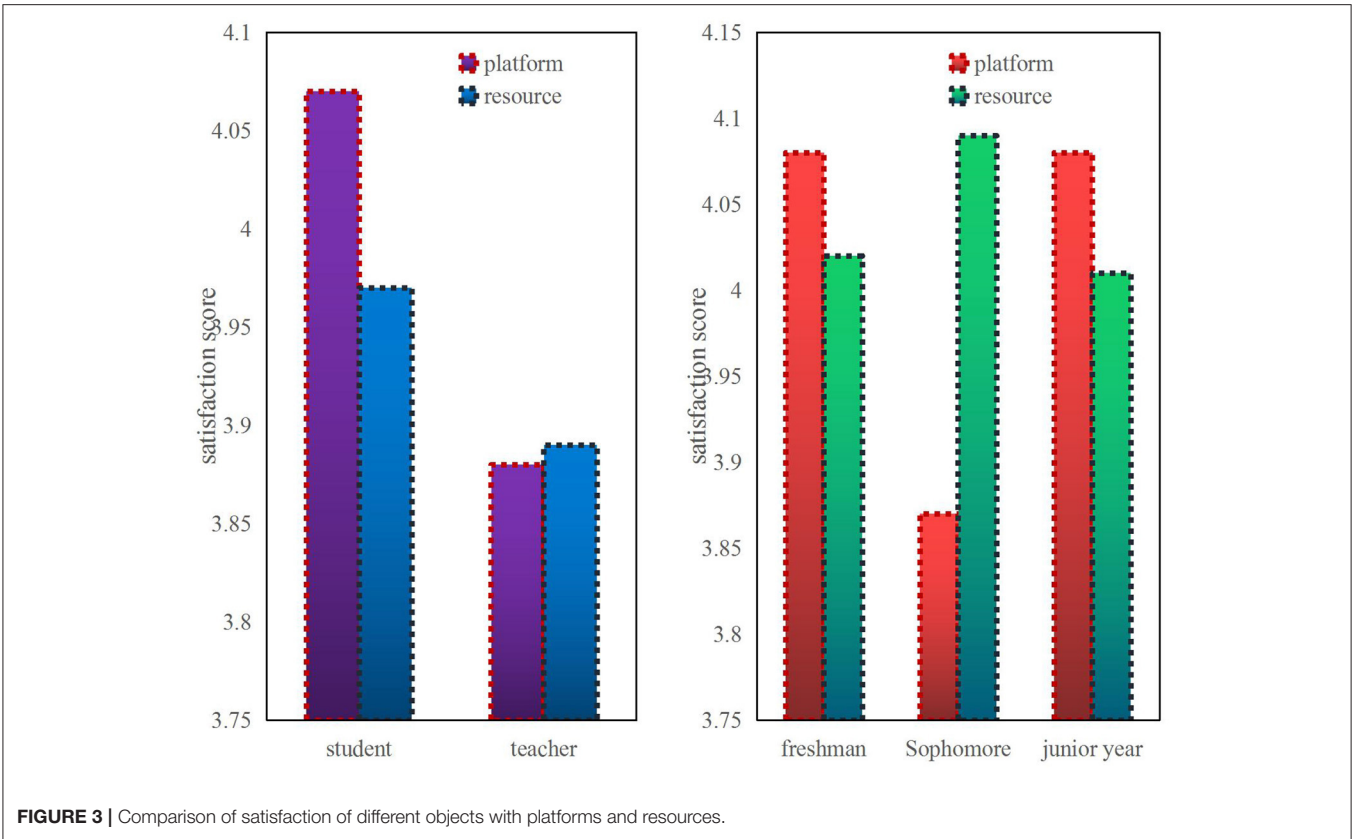 4.1
4.05
4
3.95
3.9
3.85
3.8
3.75
satisfaction score
platform
resource
student
teacher
4.15
4.1
4.05
4
3.95
3.9
3.85
3.8
3.75
satisfaction score
platform
resource
freshman
Sophomore
junior year
FIGURE 3 | Comparison of satisfaction of different objects with platforms and resources.